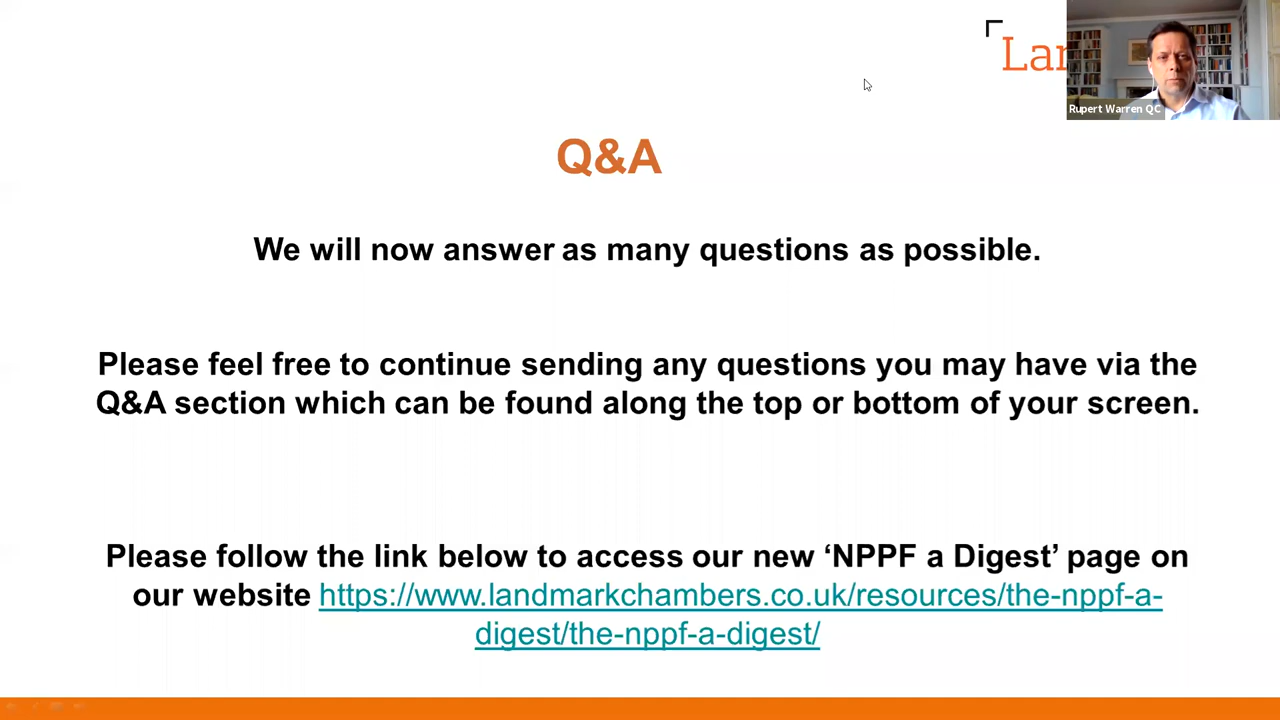 Lan
Rupert Warren QC
Q&A
We will now answer as many questions as possible.
Please feel free to continue sending any questions you may have via the
Q&A section which can be found along the top or bottom of your screen.
Please follow the link below to access our new ‘NPPF a Digest’ page on
our website https://www.landmarkchambers.co.uk/resources/the-nppf-a-
digest/the-nppf-a-digest/